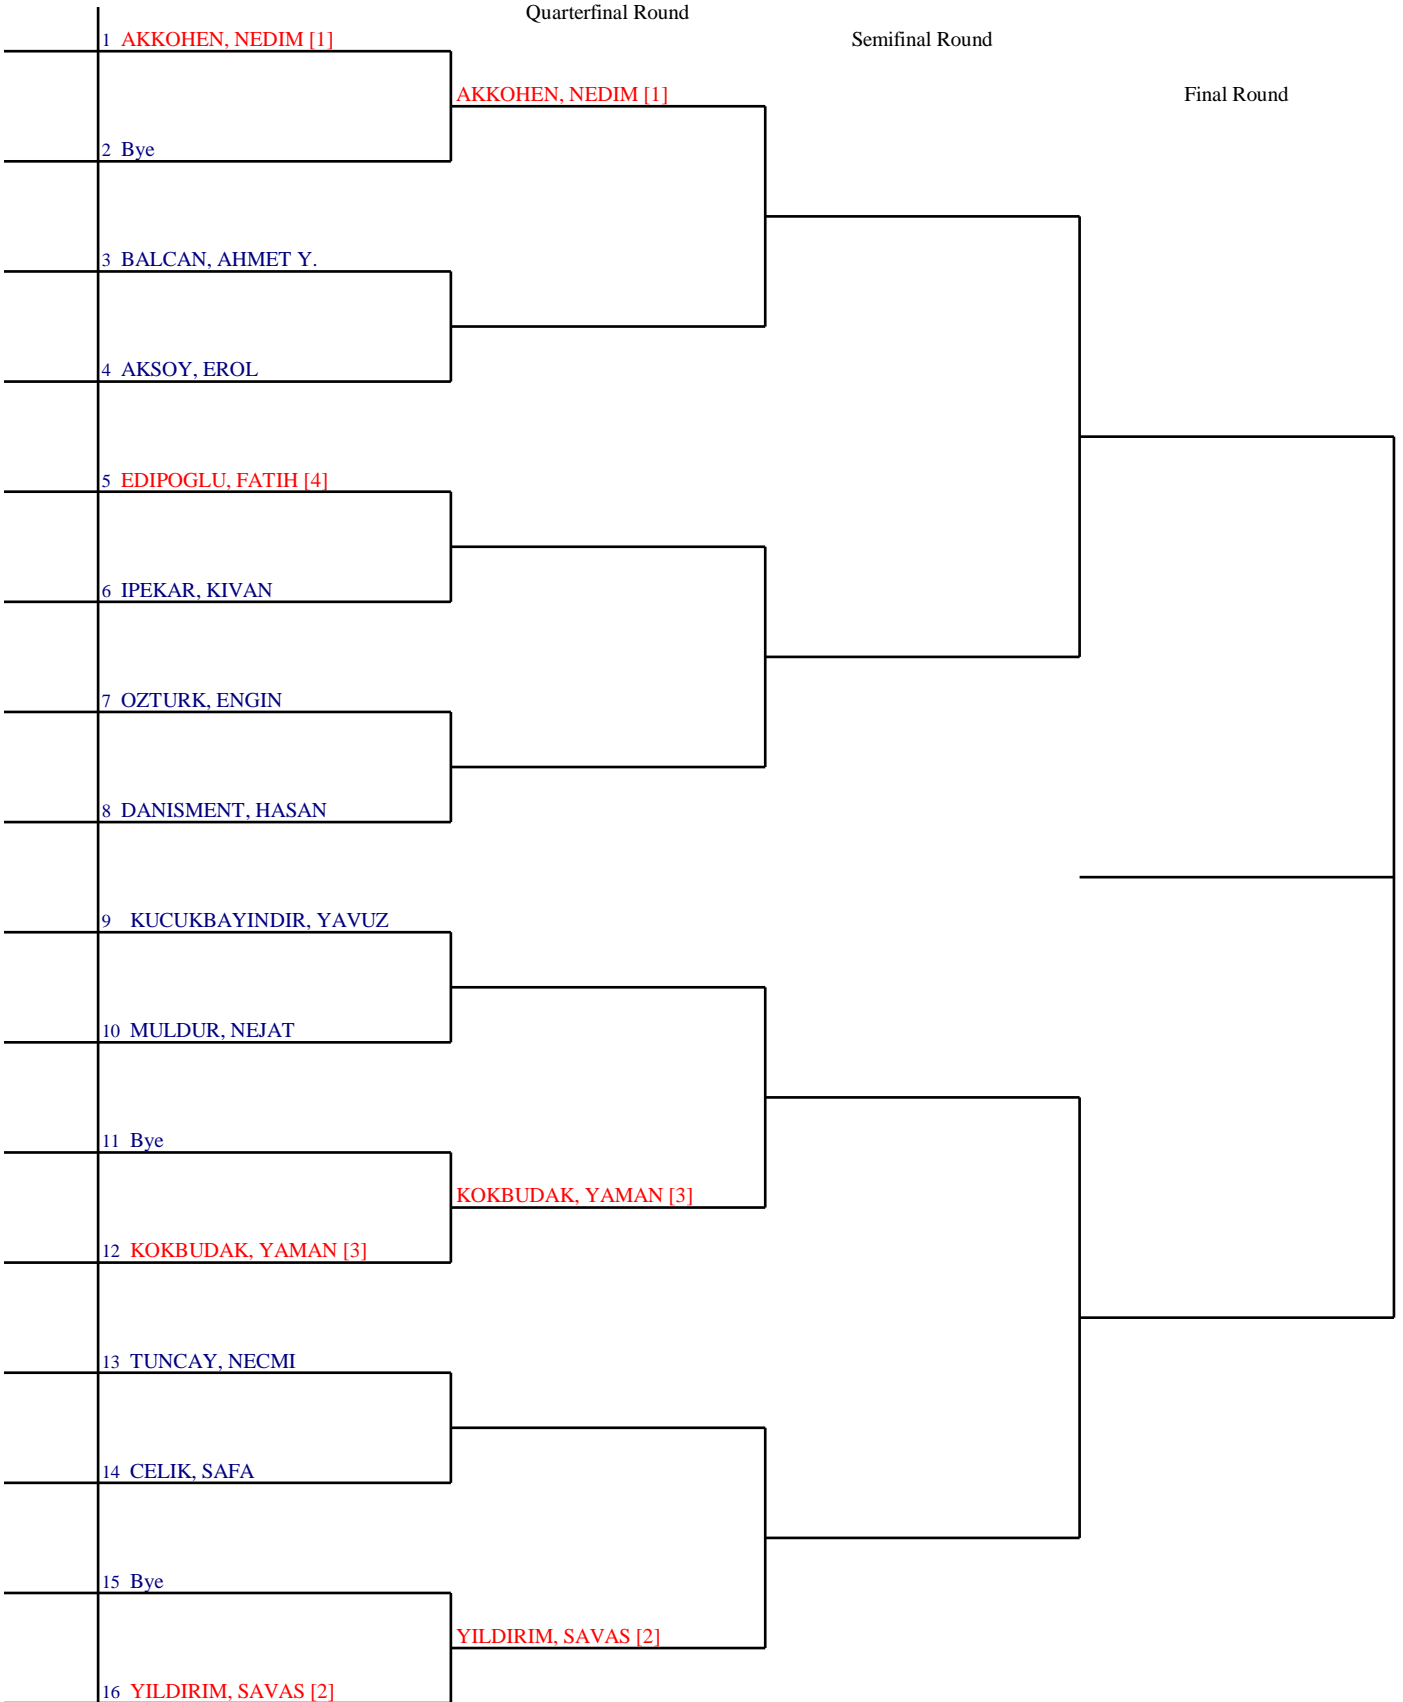 Quarterfinal Round
1 AKKOHEN, NEDIM [1]
Semifinal Round
AKKOHEN, NEDIM [1]
Final Round
2 Bye
3 BALCAN, AHMET Y.
4 AKSOY, EROL
5 EDIPOGLU, FATIH [4]
6 IPEKAR, KIVAN
7 OZTURK, ENGIN
8 DANISMENT, HASAN
9 KUCUKBAYINDIR, YAVUZ
10 MULDUR, NEJAT
11 Bye
KOKBUDAK, YAMAN [3]
12 KOKBUDAK, YAMAN [3]
13 TUNCAY, NECMI
14 CELIK, SAFA
15 Bye
YILDIRIM, SAVAS [2]
16 YILDIRIM, SAVAS [2]